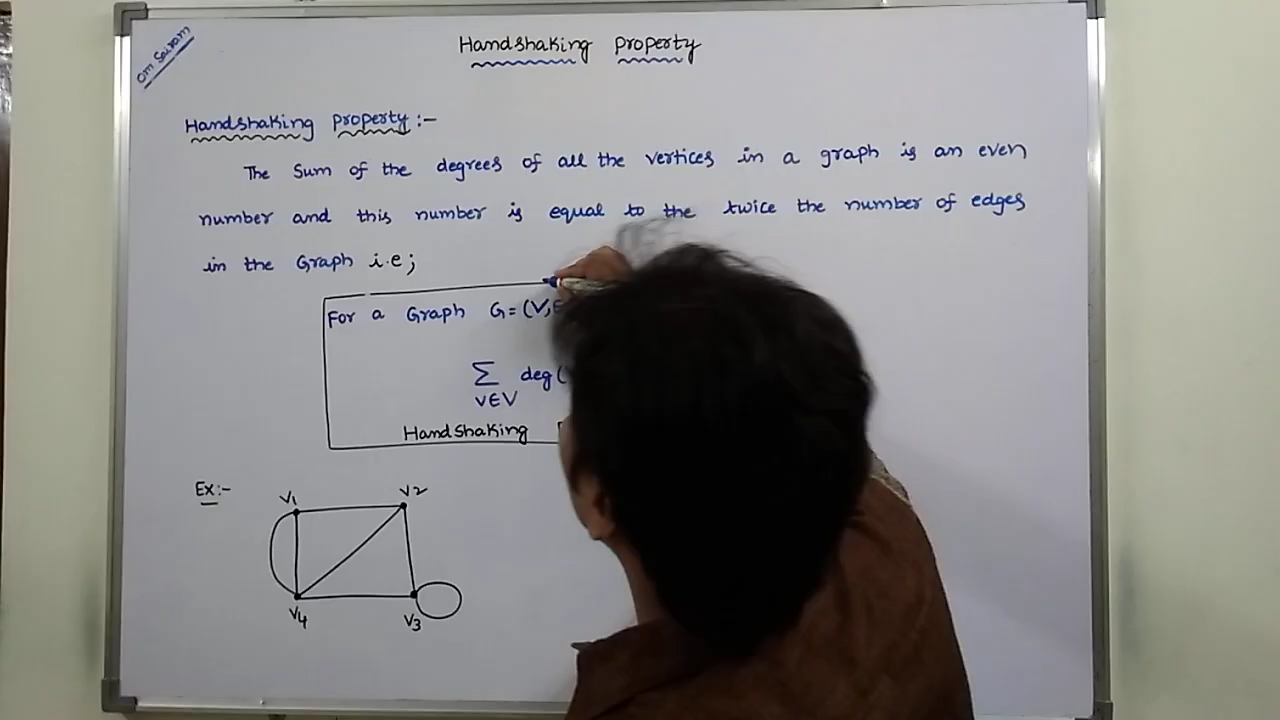 Om Sairam
Handshaking Property
Handshaking Property :-
The Sum of the degrees of all the vertices in a graph is an even
number and this number is equal to the twice the number of edges
in the Graph i.e;
For a Graph G = (V, E
Σ deg (
V∈V
Handshaking
Ex:-
V1 V2
V4 V3